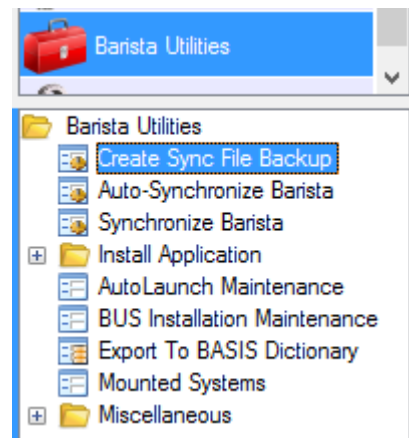 Barista Utilities
Barista Utilities
Create Sync File Backup
Auto-Synchronize Barista
Synchronize Barista
Install Application
AutoLaunch Maintenance
BUS Installation Maintenance
Export To BASIS Dictionary
Mounted Systems
Miscellaneous